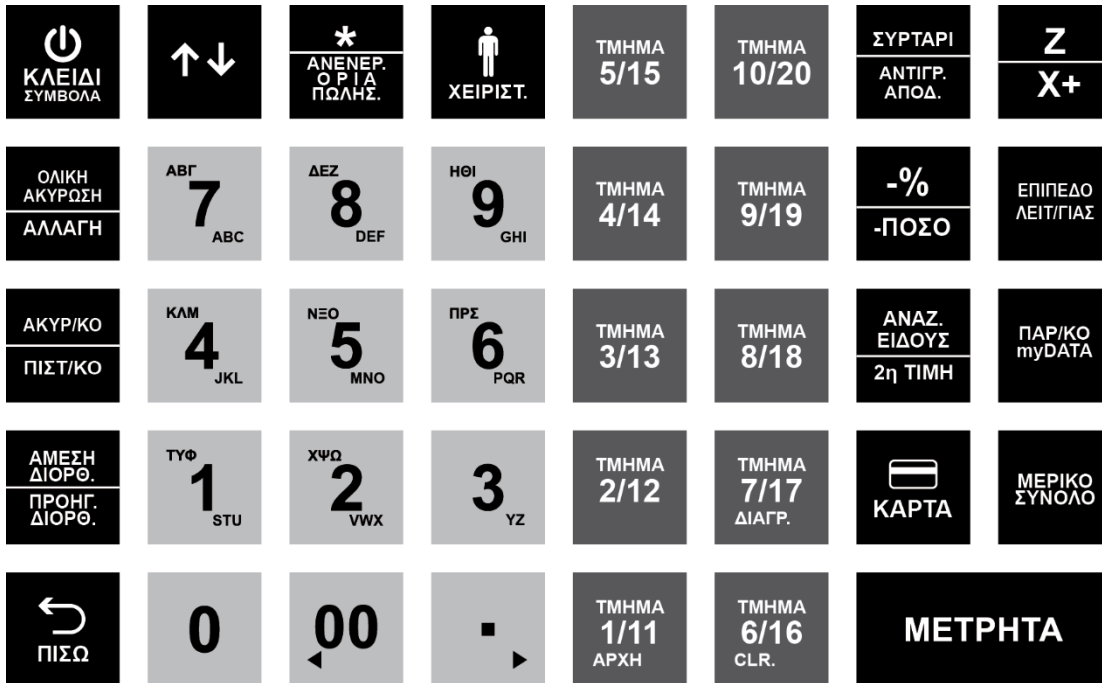 ΚΛΕΙΔΙ
ΣΥΜΒΟΛΑ
↑↓
*
ΑΝΕΝΕΡ.
ΟΡΙΑ
ΠΩΛΗΣ.
ΧΕΙΡΙΣΤ.
ΤΜΗΜΑ
5/15
ΤΜΗΜΑ
10/20
ΣΥΡΤΑΡΙ
ΑΝΤΙΓΡ.
ΑΠΟΔ.
Z
X+
ΟΛΙΚΗ
ΑΚΥΡΩΣΗ
ΑΛΛΑΓΗ
ΑΒΓ
7
ABC
ΔΕΖ
8
DEF
ΗΘΙ
9
GHI
ΤΜΗΜΑ
4/14
ΤΜΗΜΑ
9/19
-%
-ΠΟΣΟ
ΕΠΙΠΕΔΟ
ΛΕΙΤ/ΓΙΑΣ
ΑΚΥΡ/ΚΟ
ΠΙΣΤ/ΚΟ
ΚΛΜ
4
JKL
ΝΞΟ
5
MNO
ΠΡΣ
6
PQR
ΤΜΗΜΑ
3/13
ΤΜΗΜΑ
8/18
ΑΝΑΖ.
ΕΙΔΟΥΣ
2η ΤΙΜΗ
ΠΑΡ/ΚΟ
myDATA
ΑΜΕΣΗ
ΔΙΟΡΘ.
ΠΡΟΗΓ.
ΔΙΟΡΘ.
ΤΥΦ
1
STU
ΧΨΩ
2
VWX
3
YZ
ΤΜΗΜΑ
2/12
ΤΜΗΜΑ
7/17
ΔΙΑΓΡ.
ΚΑΡΤΑ
ΜΕΡΙΚΟ
ΣΥΝΟΛΟ
ΠΙΣΩ
0
00
◀
.
▶
ΤΜΗΜΑ
1/11
ΑΡΧΗ
ΤΜΗΜΑ
6/16
CLR.
ΜΕΤΡΗΤΑ